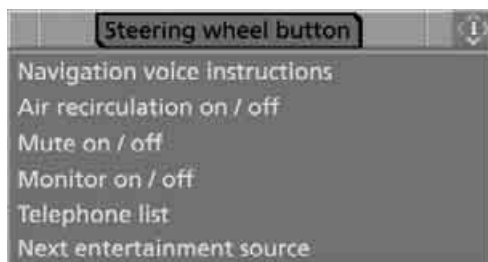 Steering wheel button
Navigation voice instructions
Air recirculation on / off
Mute on / off
Monitor on / off
Telephone list
Next entertainment source